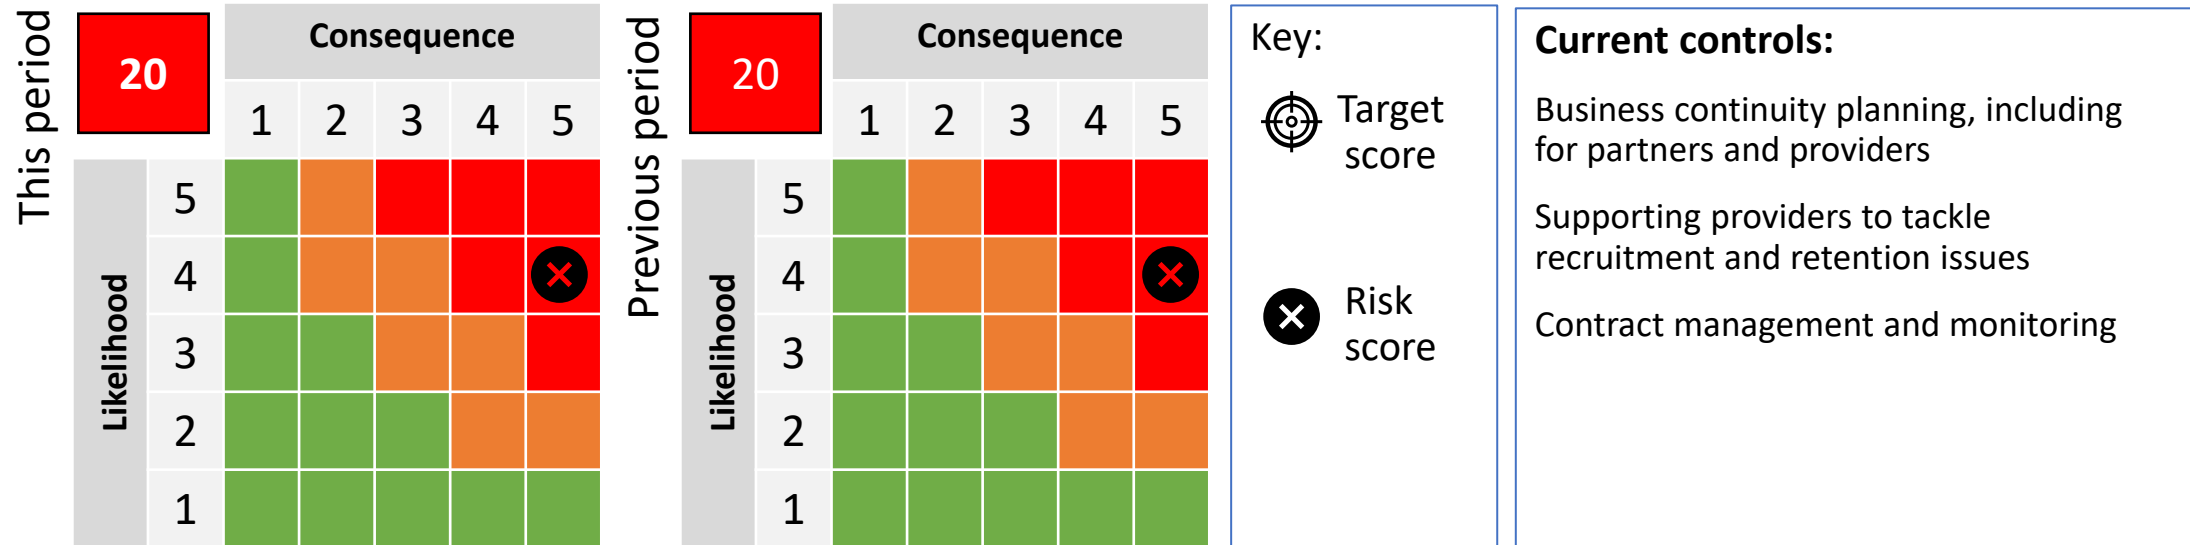 This period
20
Consequence
1 2 3 4 5
Likelihood
5
4
3
2
1
Previous period
20
Consequence
1 2 3 4 5
Likelihood
5
4
3
2
1
Key:
Target
score
Risk
score
Current controls:
Business continuity planning, including
for partners and providers
Supporting providers to tackle
recruitment and retention issues
Contract management and monitoring